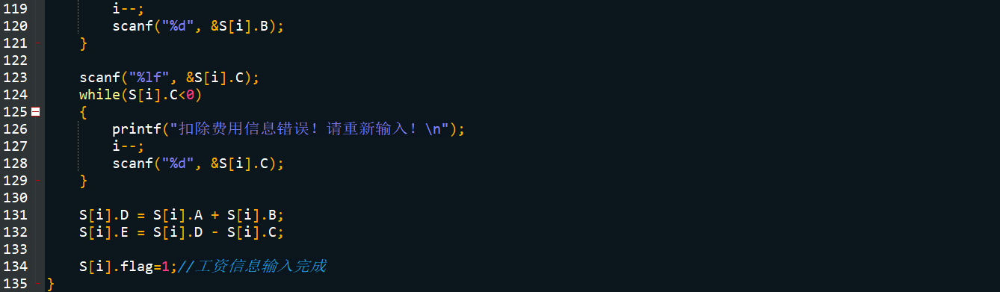 119 i--;
120 scanf("%d", &S[i].B);
121 }
122
123 scanf("%lf", &S[i].C);
124 while(S[i].C<0)
125 {
126 printf("扣除费用信息错误！请重新输入！\n");
127 i--;
128 scanf("%d", &S[i].C);
129 }
130
131 S[i].D = S[i].A + S[i].B;
132 S[i].E = S[i].D - S[i].C;
133
134 S[i].flag=1;//工资信息输入完成
135 }